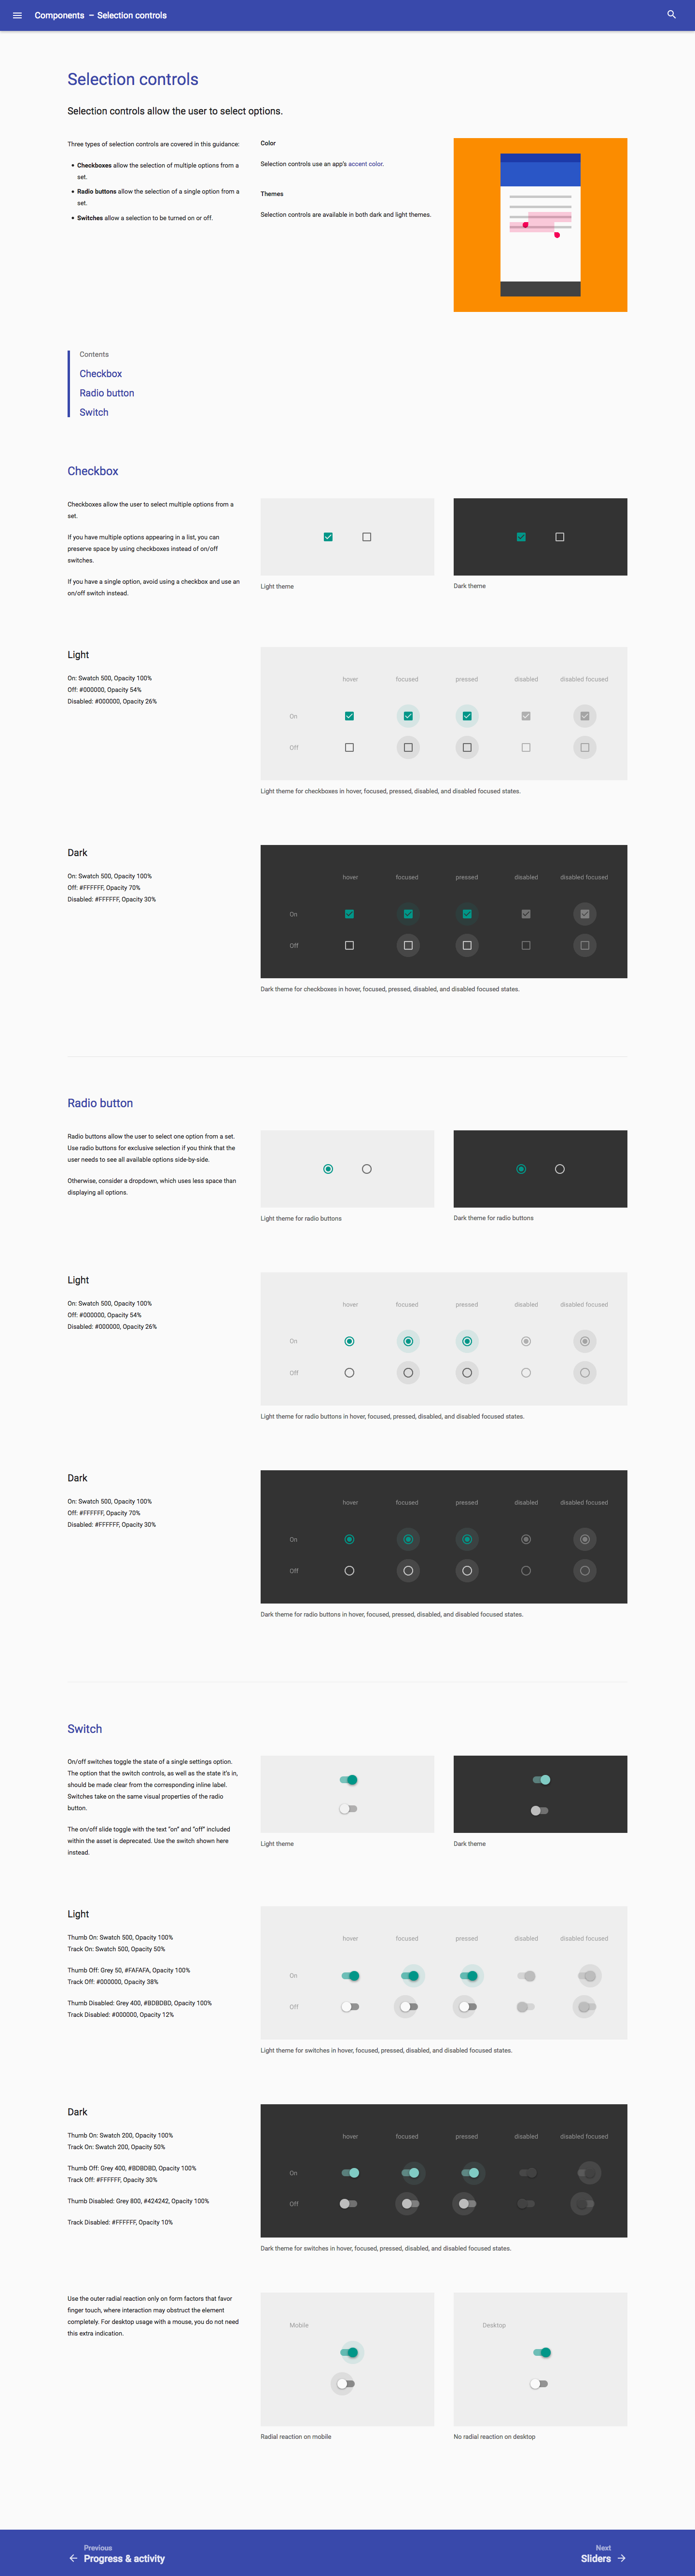 Components – Selection controls
Selection controls
Selection controls allow the user to select options.
Three types of selection controls are covered in this guidance:
• Checkboxes allow the selection of multiple options from a
set.
• Radio buttons allow the selection of a single option from a
set.
• Switches allow a selection to be turned on or off.
Color
Selection controls use an app's accent color.
Themes
Selection controls are available in both dark and light themes.
Contents
Checkbox
Radio button
Switch
Checkbox
Checkboxes allow the user to select multiple options from a
set.
If you have multiple options appearing in a list, you can
preserve space by using checkboxes instead of on/off
switches.
If you have a single option, avoid using a checkbox and use an
on/off switch instead.
Light theme
Dark theme
Light
On: Swatch 500, Opacity 100%
Off: #000000, Opacity 54%
Disabled: #000000, Opacity 26%
hover focused pressed disabled disabled focused
On
Off
Light theme for checkboxes in hover, focused, pressed, disabled, and disabled focused states.
Dark
On: Swatch 500, Opacity 100%
Off: #FFFFFF, Opacity 70%
Disabled: #FFFFFF, Opacity 30%
hover focused pressed disabled disabled focused
On
Off
Dark theme for checkboxes in hover, focused, pressed, disabled, and disabled focused states.
Radio button
Radio buttons allow the user to select one option from a set.
Use radio buttons for exclusive selection if you think that the
user needs to see all available options side-by-side.
Otherwise, consider a dropdown, which uses less space than
displaying all options.
Light theme for radio buttons
Dark theme for radio buttons
Light
On: Swatch 500, Opacity 100%
Off: #000000, Opacity 54%
Disabled: #000000, Opacity 26%
hover focused pressed disabled disabled focused
On
Off
Light theme for radio buttons in hover, focused, pressed, disabled, and disabled focused states.
Dark
On: Swatch 500, Opacity 100%
Off: #FFFFFF, Opacity 70%
Disabled: #FFFFFF, Opacity 30%
hover focused pressed disabled disabled focused
On
Off
Dark theme for radio buttons in hover, focused, pressed, disabled, and disabled focused states.
Switch
On/off switches toggle the state of a single settings option.
The option that the switch controls, as well as the state it's in,
should be made clear from the corresponding inline label.
Switches take on the same visual properties of the radio
button.
The on/off slide toggle with the text "on" and "off" included
within the asset is deprecated. Use the switch shown here
instead.
Light theme
Dark theme
Light
Thumb On: Swatch 500, Opacity 100%
Track On: Swatch 500, Opacity 50%
Thumb Off: Grey 50, #FAFAFA, Opacity 100%
Track Off: #000000, Opacity 38%
Thumb Disabled: Grey 400, #BDBDBD, Opacity 100%
Track Disabled: #000000, Opacity 12%
hover focused pressed disabled disabled focused
On
Off
Light theme for switches in hover, focused, pressed, disabled, and disabled focused states.
Dark
Thumb On: Swatch 200, Opacity 100%
Track On: Swatch 200, Opacity 50%
Thumb Off: Grey 400, #BDBDBD, Opacity 100%
Track Off: #FFFFFF, Opacity 30%
Thumb Disabled: Grey 800, #424242, Opacity 100%
Track Disabled: #FFFFFF, Opacity 10%
hover focused pressed disabled disabled focused
On
Off
Dark theme for switches in hover, focused, pressed, disabled, and disabled focused states.
Use the outer radial reaction only on form factors that favor
finger touch, where interaction may obstruct the element
completely. For desktop usage with a mouse, you do not need
this extra indication.
Mobile
Radial reaction on mobile
Desktop
No radial reaction on desktop
Previous
Progress & activity
Next
Sliders